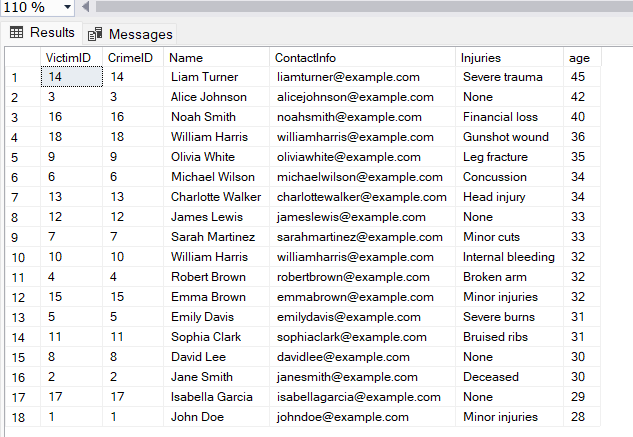 110 %
Results Messages
VictimID CrimeID Name ContactInfo Injuries age
1 14 14 Liam Turner liamturner@example.com Severe trauma 45
2 3 3 Alice Johnson alicejohnson@example.com None 42
3 16 16 Noah Smith noahsmith@example.com Financial loss 40
4 18 18 William Harris williamharris@example.com Gunshot wound 36
5 9 9 Olivia White oliviawhite@example.com Leg fracture 35
6 6 6 Michael Wilson michaelwilson@example.com Concussion 34
7 13 13 Charlotte Walker charlottewalker@example.com Head injury 34
8 12 12 James Lewis jameslewis@example.com None 33
9 7 7 Sarah Martinez sarahmartinez@example.com Minor cuts 33
10 10 10 William Harris williamharris@example.com Internal bleeding 32
11 4 4 Robert Brown robertbrown@example.com Broken arm 32
12 15 15 Emma Brown emmabrown@example.com Minor injuries 32
13 5 5 Emily Davis emilydavis@example.com Severe burns 31
14 11 11 Sophia Clark sophiaclark@example.com Bruised ribs 31
15 8 8 David Lee davidlee@example.com None 30
16 2 2 Jane Smith janesmith@example.com Deceased 30
17 17 17 Isabella Garcia isabellagarcia@example.com None 29
18 1 1 John Doe johndoe@example.com Minor injuries 28